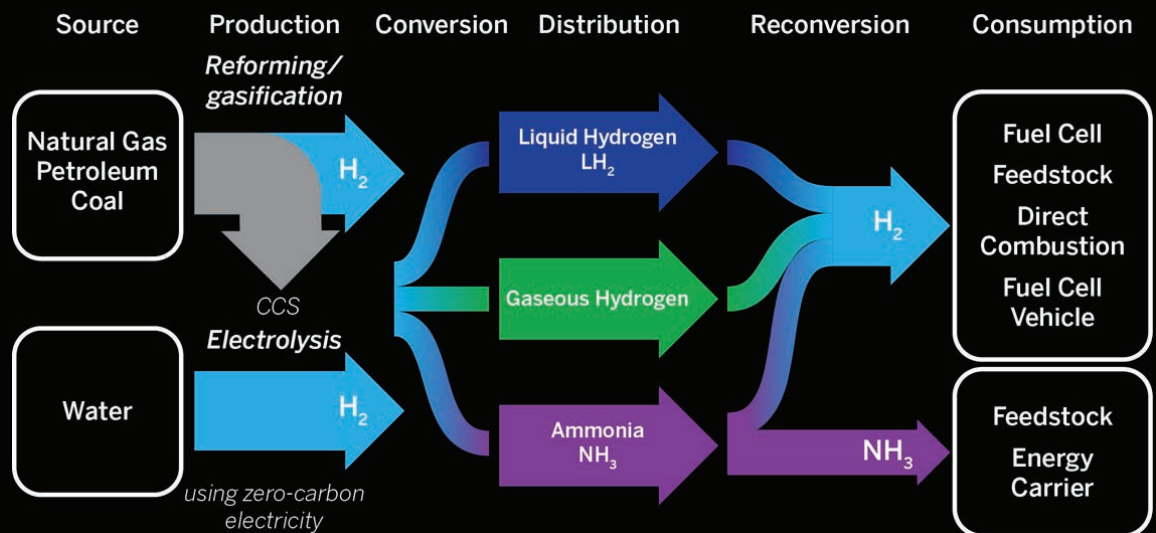 Source
Production
Conversion
Distribution
Reconversion
Consumption
Reforming/
gasification
Natural Gas
Petroleum
Coal
H₂
CCS
Electrolysis
Water
H₂
using zero-carbon
electricity
Liquid Hydrogen
LH₂
Gaseous Hydrogen
Ammonia
NH₃
H₂
NH₃
Fuel Cell
Feedstock
Direct
Combustion
Fuel Cell
Vehicle
Feedstock
Energy
Carrier